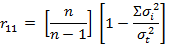 r₁₁ = [n / n − 1] [1 − Σσᵢ² / σₜ²]